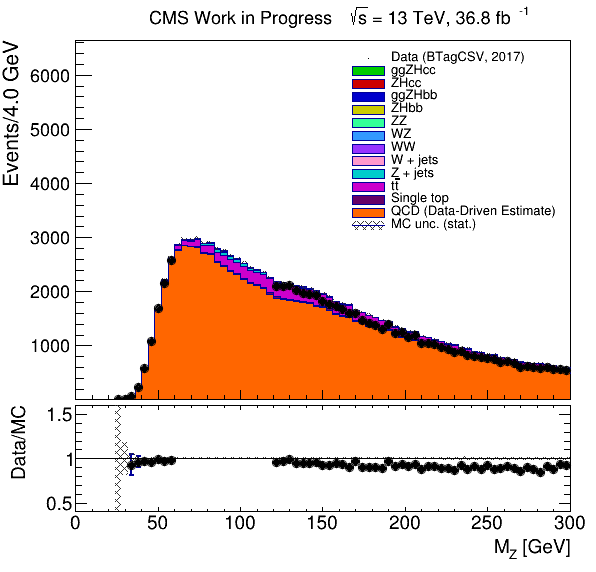 CMS Work in Progress √s = 13 TeV, 36.8 fb⁻¹
Events/4.0 GeV
6000
5000
4000
3000
2000
1000
Data (BTagCSV, 2017)
ggZHcc
ZHcc
ggZHbb
ZHbb
ZZ
WZ
WW
W + jets
Z + jets
tt̅
Single top
QCD (Data-Driven Estimate)
MC unc. (stat.)
Data/MC
1.5
1
0.5
0 50 100 150 200 250 300
M_Z [GeV]